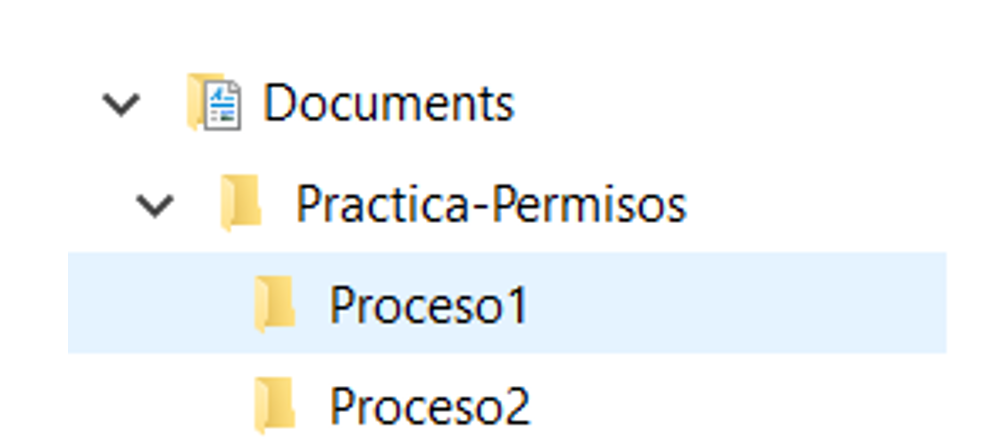 Documents
Practica-Permisos
Proceso1
Proceso2